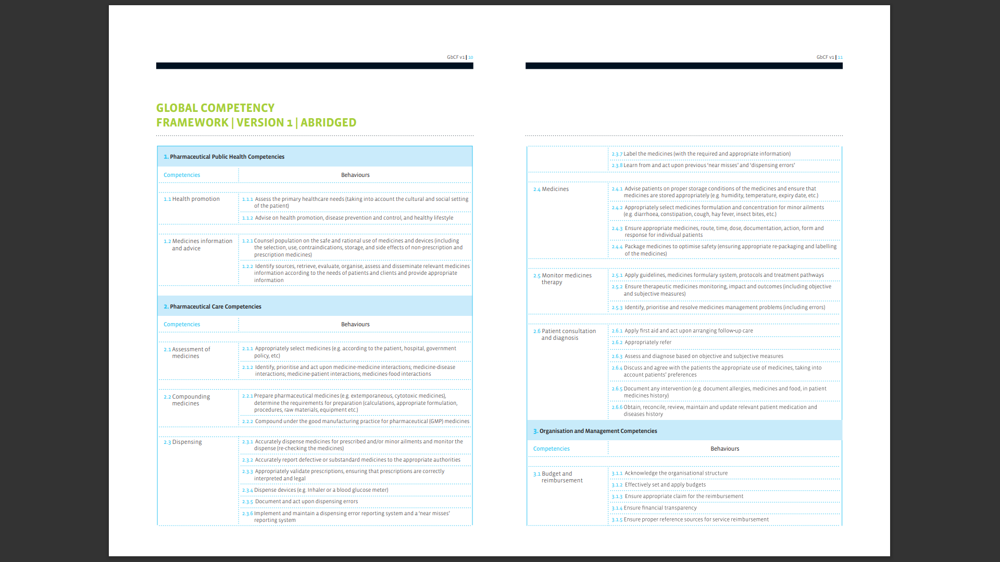 GbCF v1 | 10
GLOBAL COMPETENCY
FRAMEWORK | VERSION 1 | ABRIDGED
1. Pharmaceutical Public Health Competencies
Competencies Behaviours
1.1 Health promotion
1.1.1 Assess the primary healthcare needs (taking into account the cultural and social setting
of the patient)
1.1.2 Advise on health promotion, disease prevention and control, and healthy lifestyle
1.2 Medicines information
and advice
1.2.1 Counsel population on the safe and rational use of medicines and devices (including
the selection, use, contraindications, storage, and side effects of non-prescription and
prescription medicines)
1.2.2 Identify sources, retrieve, evaluate, organise, assess and disseminate relevant medicines
information according to the needs of patients and clients and provide appropriate
information
2. Pharmaceutical Care Competencies
Competencies Behaviours
2.1 Assessment of
medicines
2.1.1 Appropriately select medicines (e.g. according to the patient, hospital, government
policy, etc)
2.1.2 Identify, prioritise and act upon medicine-medicine interactions; medicine-disease
interactions; medicine-patient interactions; medicines-food interactions
2.2 Compounding
medicines
2.2.1 Prepare pharmaceutical medicines (e.g. extemporaneous, cytotoxic medicines),
determine the requirements for preparation (calculations, appropriate formulation,
procedures, raw materials, equipment etc.)
2.2.2 Compound under the good manufacturing practice for pharmaceutical (GMP) medicines
2.3 Dispensing
2.3.1 Accurately dispense medicines for prescribed and/or minor ailments and monitor the
dispense (re-checking the medicines)
2.3.2 Accurately report defective or substandard medicines to the appropriate authorities
2.3.3 Appropriately validate prescriptions, ensuring that prescriptions are correctly
interpreted and legal
2.3.4 Dispense devices (e.g. Inhaler or a blood glucose meter)
2.3.5 Document and act upon dispensing errors
2.3.6 Implement and maintain a dispensing error reporting system and a ‘near misses’
reporting system
GbCF v1 | 11
2.3.7 Label the medicines (with the required and appropriate information)
2.3.8 Learn from and act upon previous ‘near misses’ and ‘dispensing errors’
2.4 Medicines
2.4.1 Advise patients on proper storage conditions of the medicines and ensure that
medicines are stored appropriately (e.g. humidity, temperature, expiry date, etc.)
2.4.2 Appropriately select medicines formulation and concentration for minor ailments
(e.g. diarrhoea, constipation, cough, hay fever, insect bites, etc.)
2.4.3 Ensure appropriate medicines, route, time, dose, documentation, action, form and
response for individual patients
2.4.4 Package medicines to optimise safety (ensuring appropriate re-packaging and labelling
of the medicines)
2.5 Monitor medicines
therapy
2.5.1 Apply guidelines, medicines formulary system, protocols and treatment pathways
2.5.2 Ensure therapeutic medicines monitoring, impact and outcomes (including objective
and subjective measures)
2.5.3 Identify, prioritise and resolve medicines management problems (including errors)
2.6 Patient consultation
and diagnosis
2.6.1 Apply first aid and act upon arranging follow-up care
2.6.2 Appropriately refer
2.6.3 Assess and diagnose based on objective and subjective measures
2.6.4 Discuss and agree with the patients the appropriate use of medicines, taking into
account patients’ preferences
2.6.5 Document any intervention (e.g. document allergies, medicines and food, in patient
medicines history)
2.6.6 Obtain, reconcile, review, maintain and update relevant patient medication and
diseases history
3. Organisation and Management Competencies
Competencies Behaviours
3.1 Budget and
reimbursement
3.1.1 Acknowledge the organisational structure
3.1.2 Effectively set and apply budgets
3.1.3 Ensure appropriate claim for the reimbursement
3.1.4 Ensure financial transparency
3.1.5 Ensure proper reference sources for service reimbursement